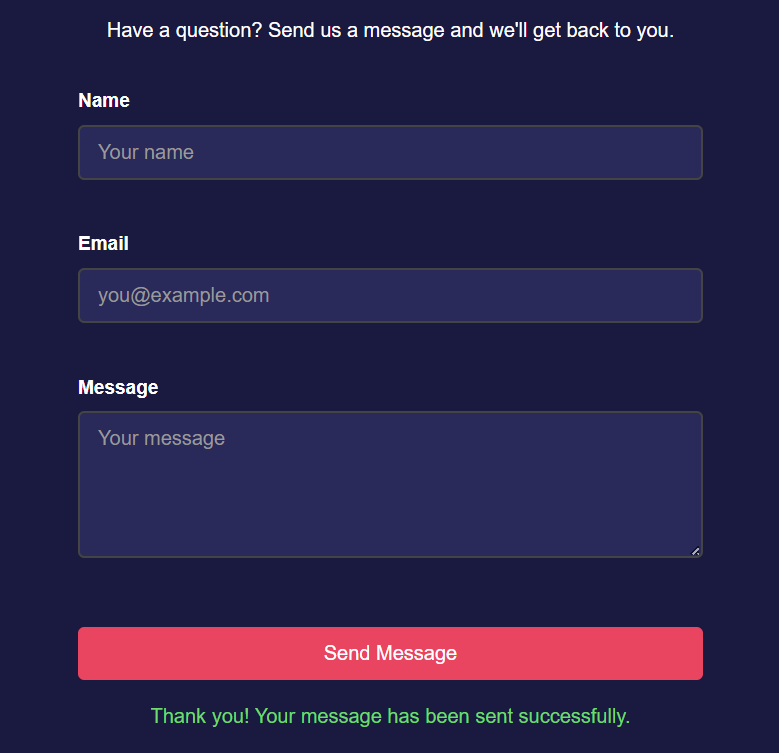 Have a question? Send us a message and we'll get back to you.
Name
Your name
Email
you@example.com
Message
Your message
Send Message
Thank you! Your message has been sent successfully.